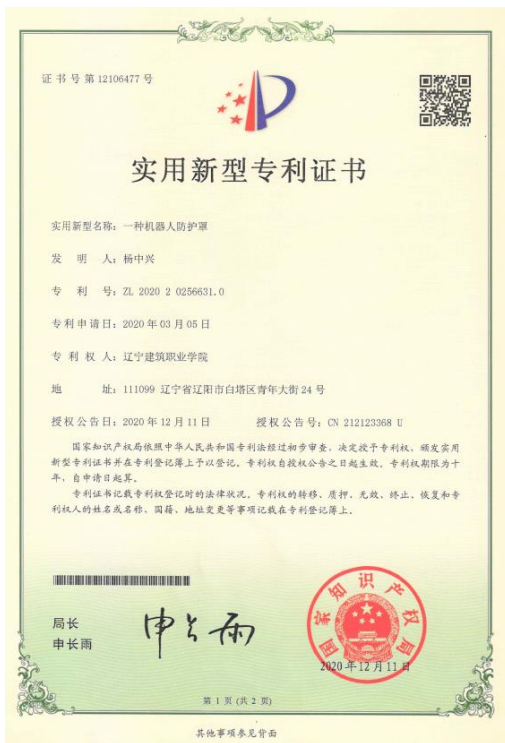 证书号第12106477号
实用新型专利证书
实用新型名称：一种机器人防护罩
发 明 人：杨中兴
专 利 号：ZL 2020 2 0256631.0
专利申请日：2020年03月05日
专 利 权 人：辽宁建筑职业学院
地 址：111099 辽宁省辽阳市白塔区青年大街24号
授权公告日：2020年12月11日 授权公告号：CN 212123368 U
国家知识产权局依照中华人民共和国专利法经过初步审查，决定授予专利权，颁发实用
新型专利证书并在专利登记簿上予以登记。专利权自授权公告之日起生效。专利权期限为十
年，自申请日起算。
专利证书记载专利权登记时的法律状况。专利权的转移、质押、无效、终止、恢复和专
利权人的姓名或名称、国籍、地址变更等事项记载在专利登记簿上。
局长
申长雨
申长雨
国家知识产权局
2020年12月11日
第 1 页 (共 2 页)
其他事项参见背面